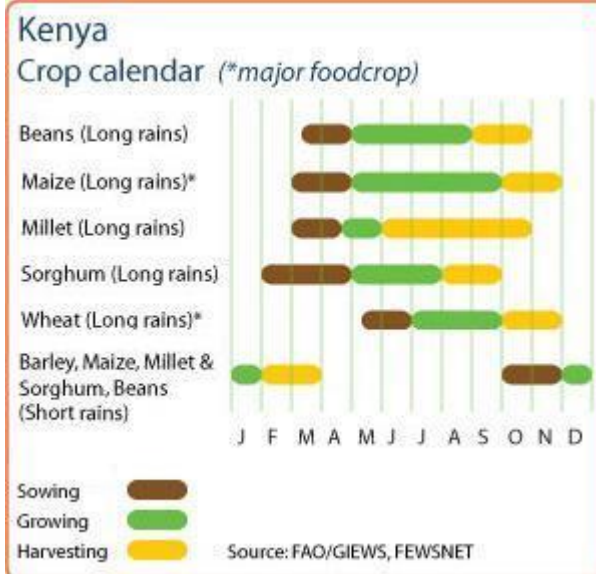 Kenya
Crop calendar (*major foodcrop)
Beans (Long rains)
Maize (Long rains)*
Millet (Long rains)
Sorghum (Long rains)
Wheat (Long rains)*
Barley, Maize, Millet &
Sorghum, Beans
(Short rains)
J F M A M J J A S O N D
Sowing
Growing
Harvesting
Source: FAO/GIEWS, FEWSNET